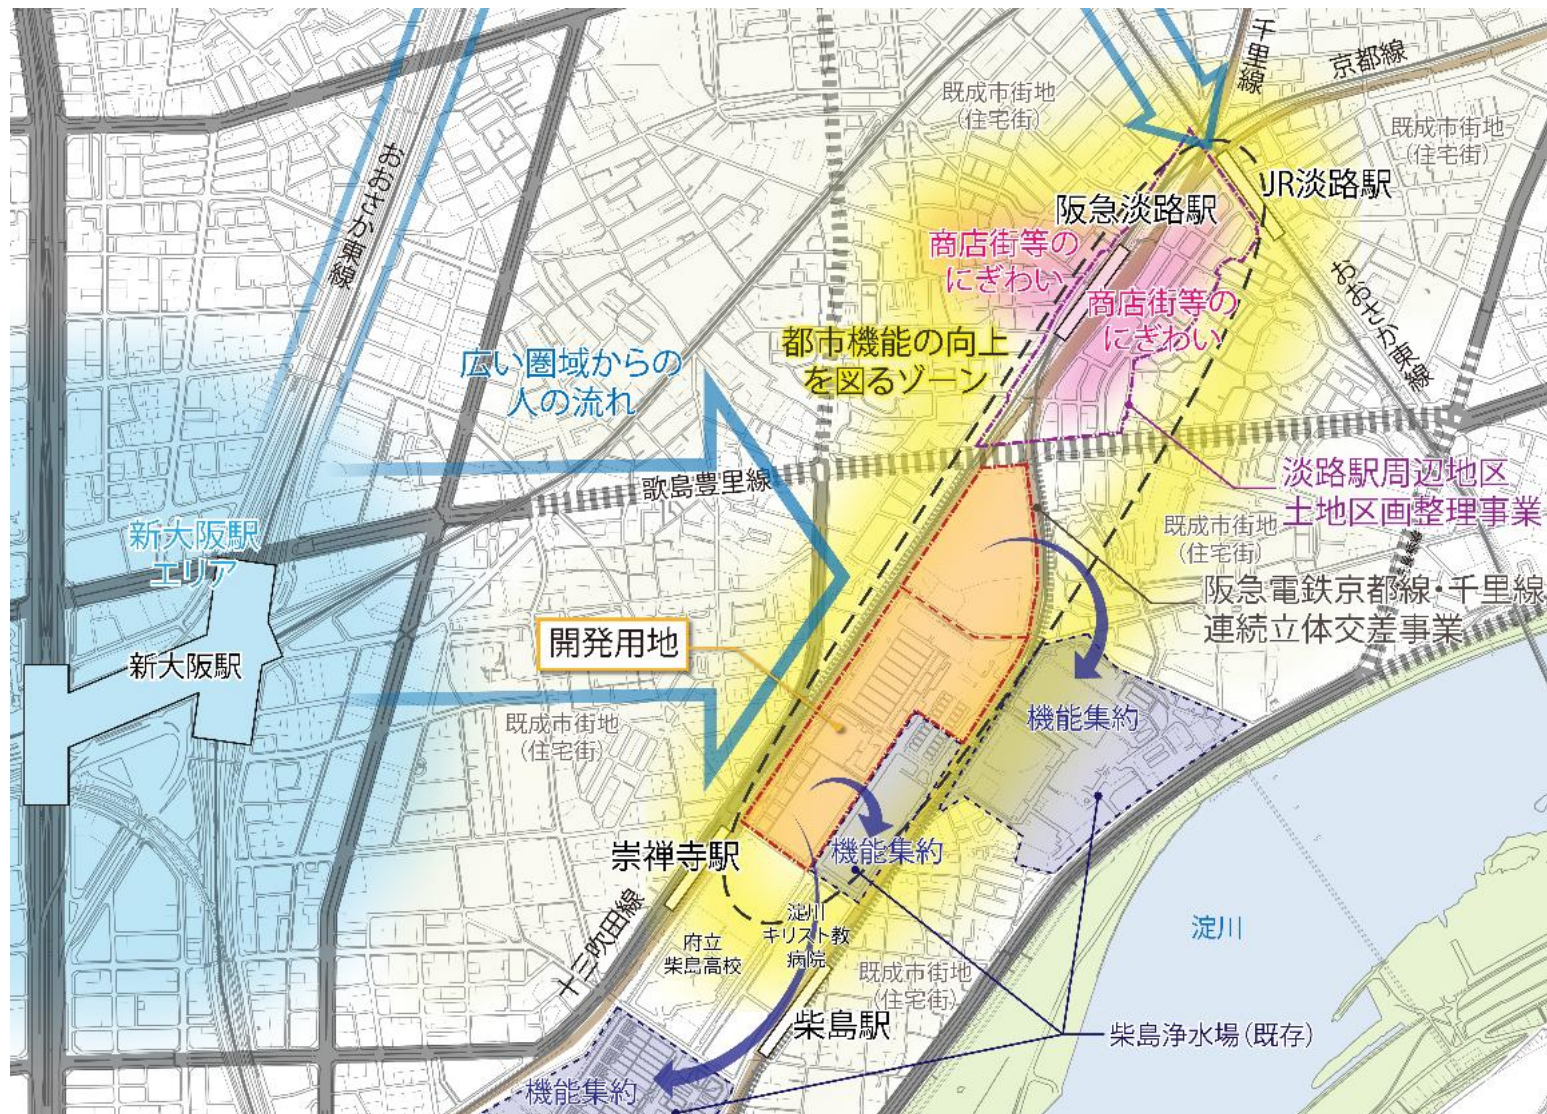 千里線
京都線
既成市街地
(住宅街)
既成市街地
(住宅街)
おおさか東線
JR淡路駅
阪急淡路駅
商店街等の
にぎわい
商店街等の
にぎわい
おおさか東線
都市機能の向上
を図るゾーン
広い圏域からの
人の流れ
歌島豊里線
淡路駅周辺地区
土地区画整理事業
既成市街地
(住宅街)
新大阪駅
エリア
阪急電鉄京都線・千里線
連続立体交差事業
開発用地
新大阪駅
既成市街地
(住宅街)
機能集約
機能集約
崇禅寺駅
十三吹田線
府立
柴島高校
淀川
キリスト教
病院
既成市街地
(住宅街)
淀川
柴島駅
柴島浄水場(既存)
機能集約